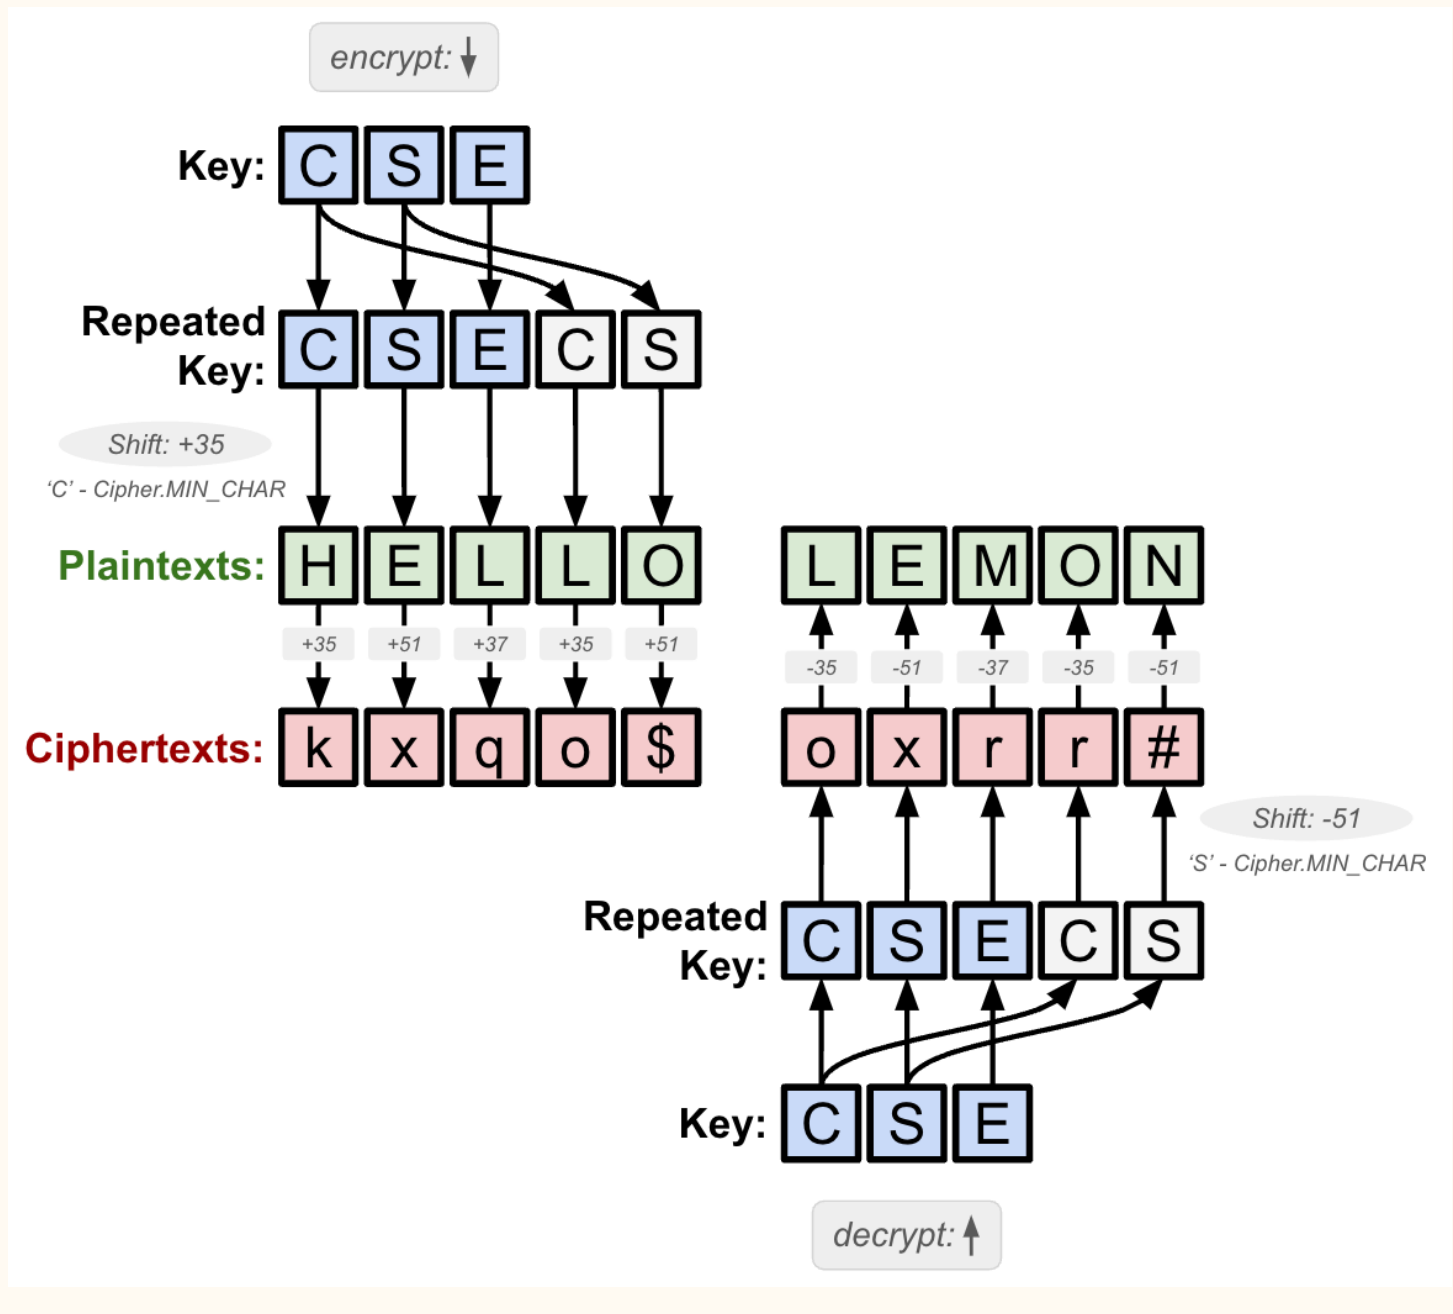 encrypt: ↓
Key: C S E
Repeated
Key: C S E C S
Shift: +35
‘C’ - Cipher.MIN_CHAR
Plaintexts: H E L L O L E M O N
+35 +51 +37 +35 +51 -35 -51 -37 -35 -51
Ciphertexts: k x q o $ o x r r #
Shift: -51
‘S’ - Cipher.MIN_CHAR
Repeated
Key: C S E C S
Key: C S E
decrypt: ↑